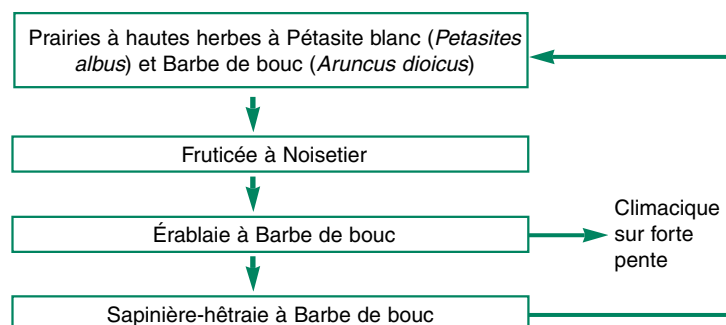 Prairies à hautes herbes à Pétasite blanc (Petasites
albus) et Barbe de bouc (Aruncus dioicus)
Fruticée à Noisetier
Érablaie à Barbe de bouc
Climacique
sur forte
pente
Sapinière-hêtraie à Barbe de bouc